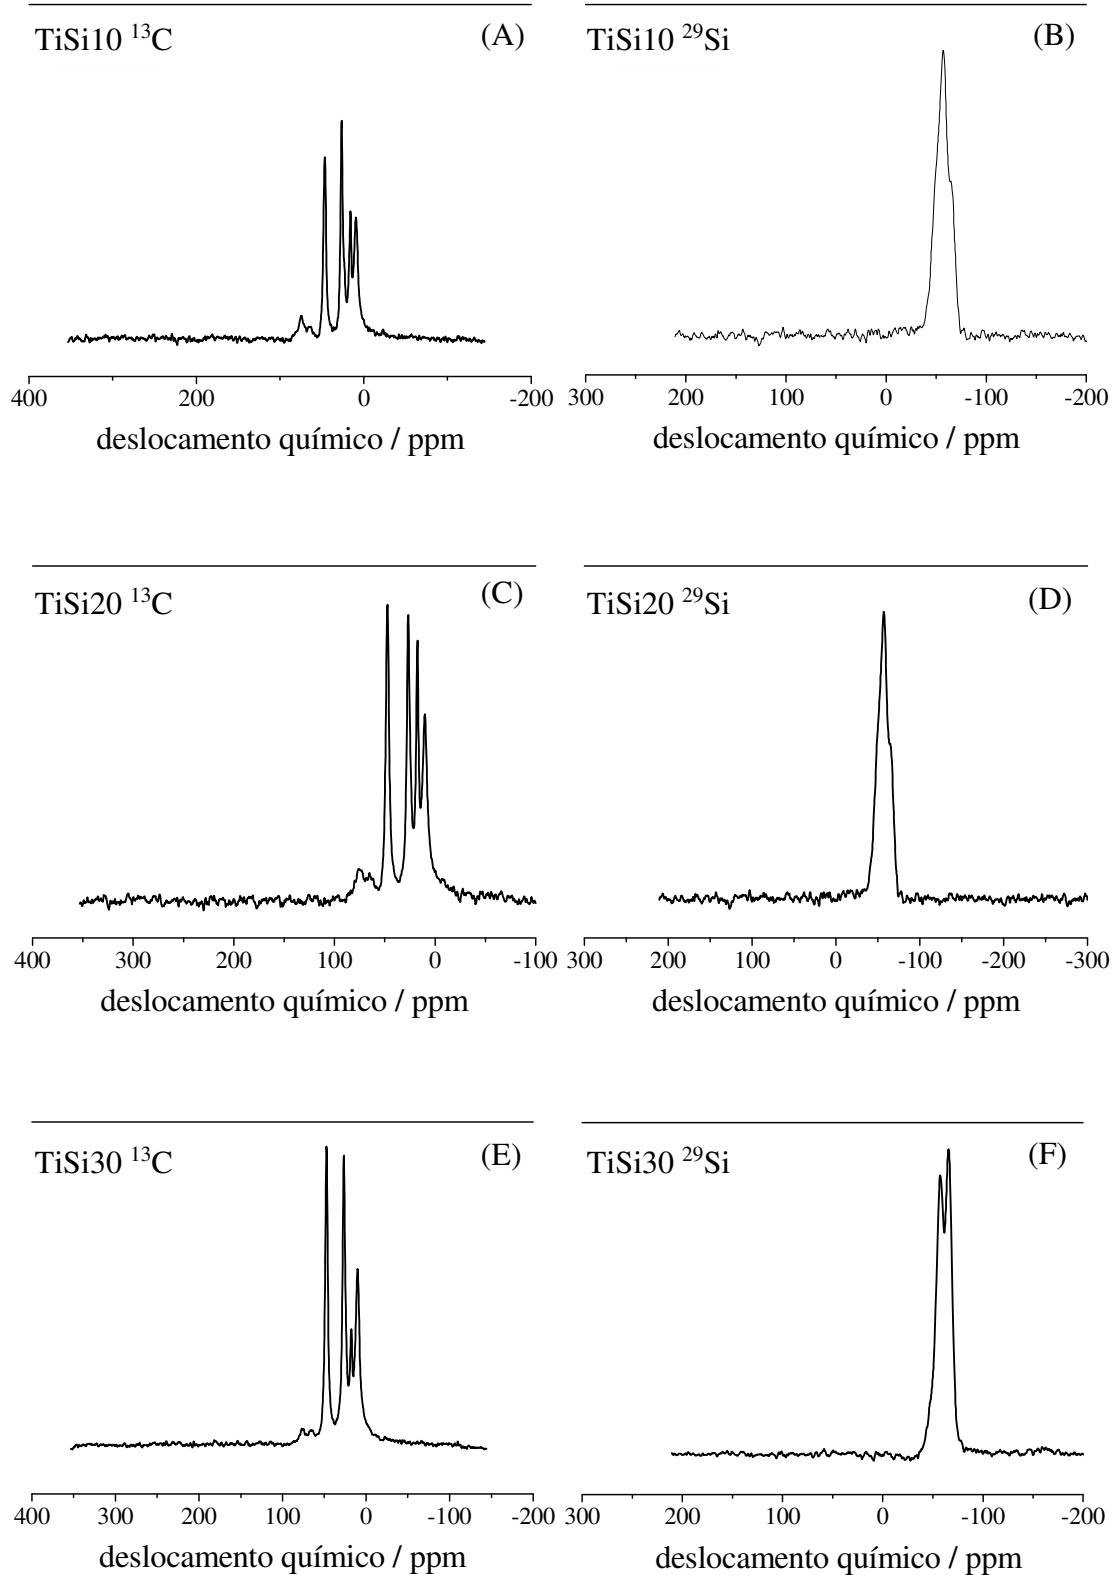 TiSi10 ¹³C (A)
400 200 0 -200
deslocamento químico / ppm
TiSi10 ²⁹Si (B)
300 200 100 0 -100 -200
deslocamento químico / ppm
TiSi20 ¹³C (C)
400 300 200 100 0 -100
deslocamento químico / ppm
TiSi20 ²⁹Si (D)
300 200 100 0 -100 -200 -300
deslocamento químico / ppm
TiSi30 ¹³C (E)
400 300 200 100 0 -100 -200
deslocamento químico / ppm
TiSi30 ²⁹Si (F)
300 200 100 0 -100 -200
deslocamento químico / ppm